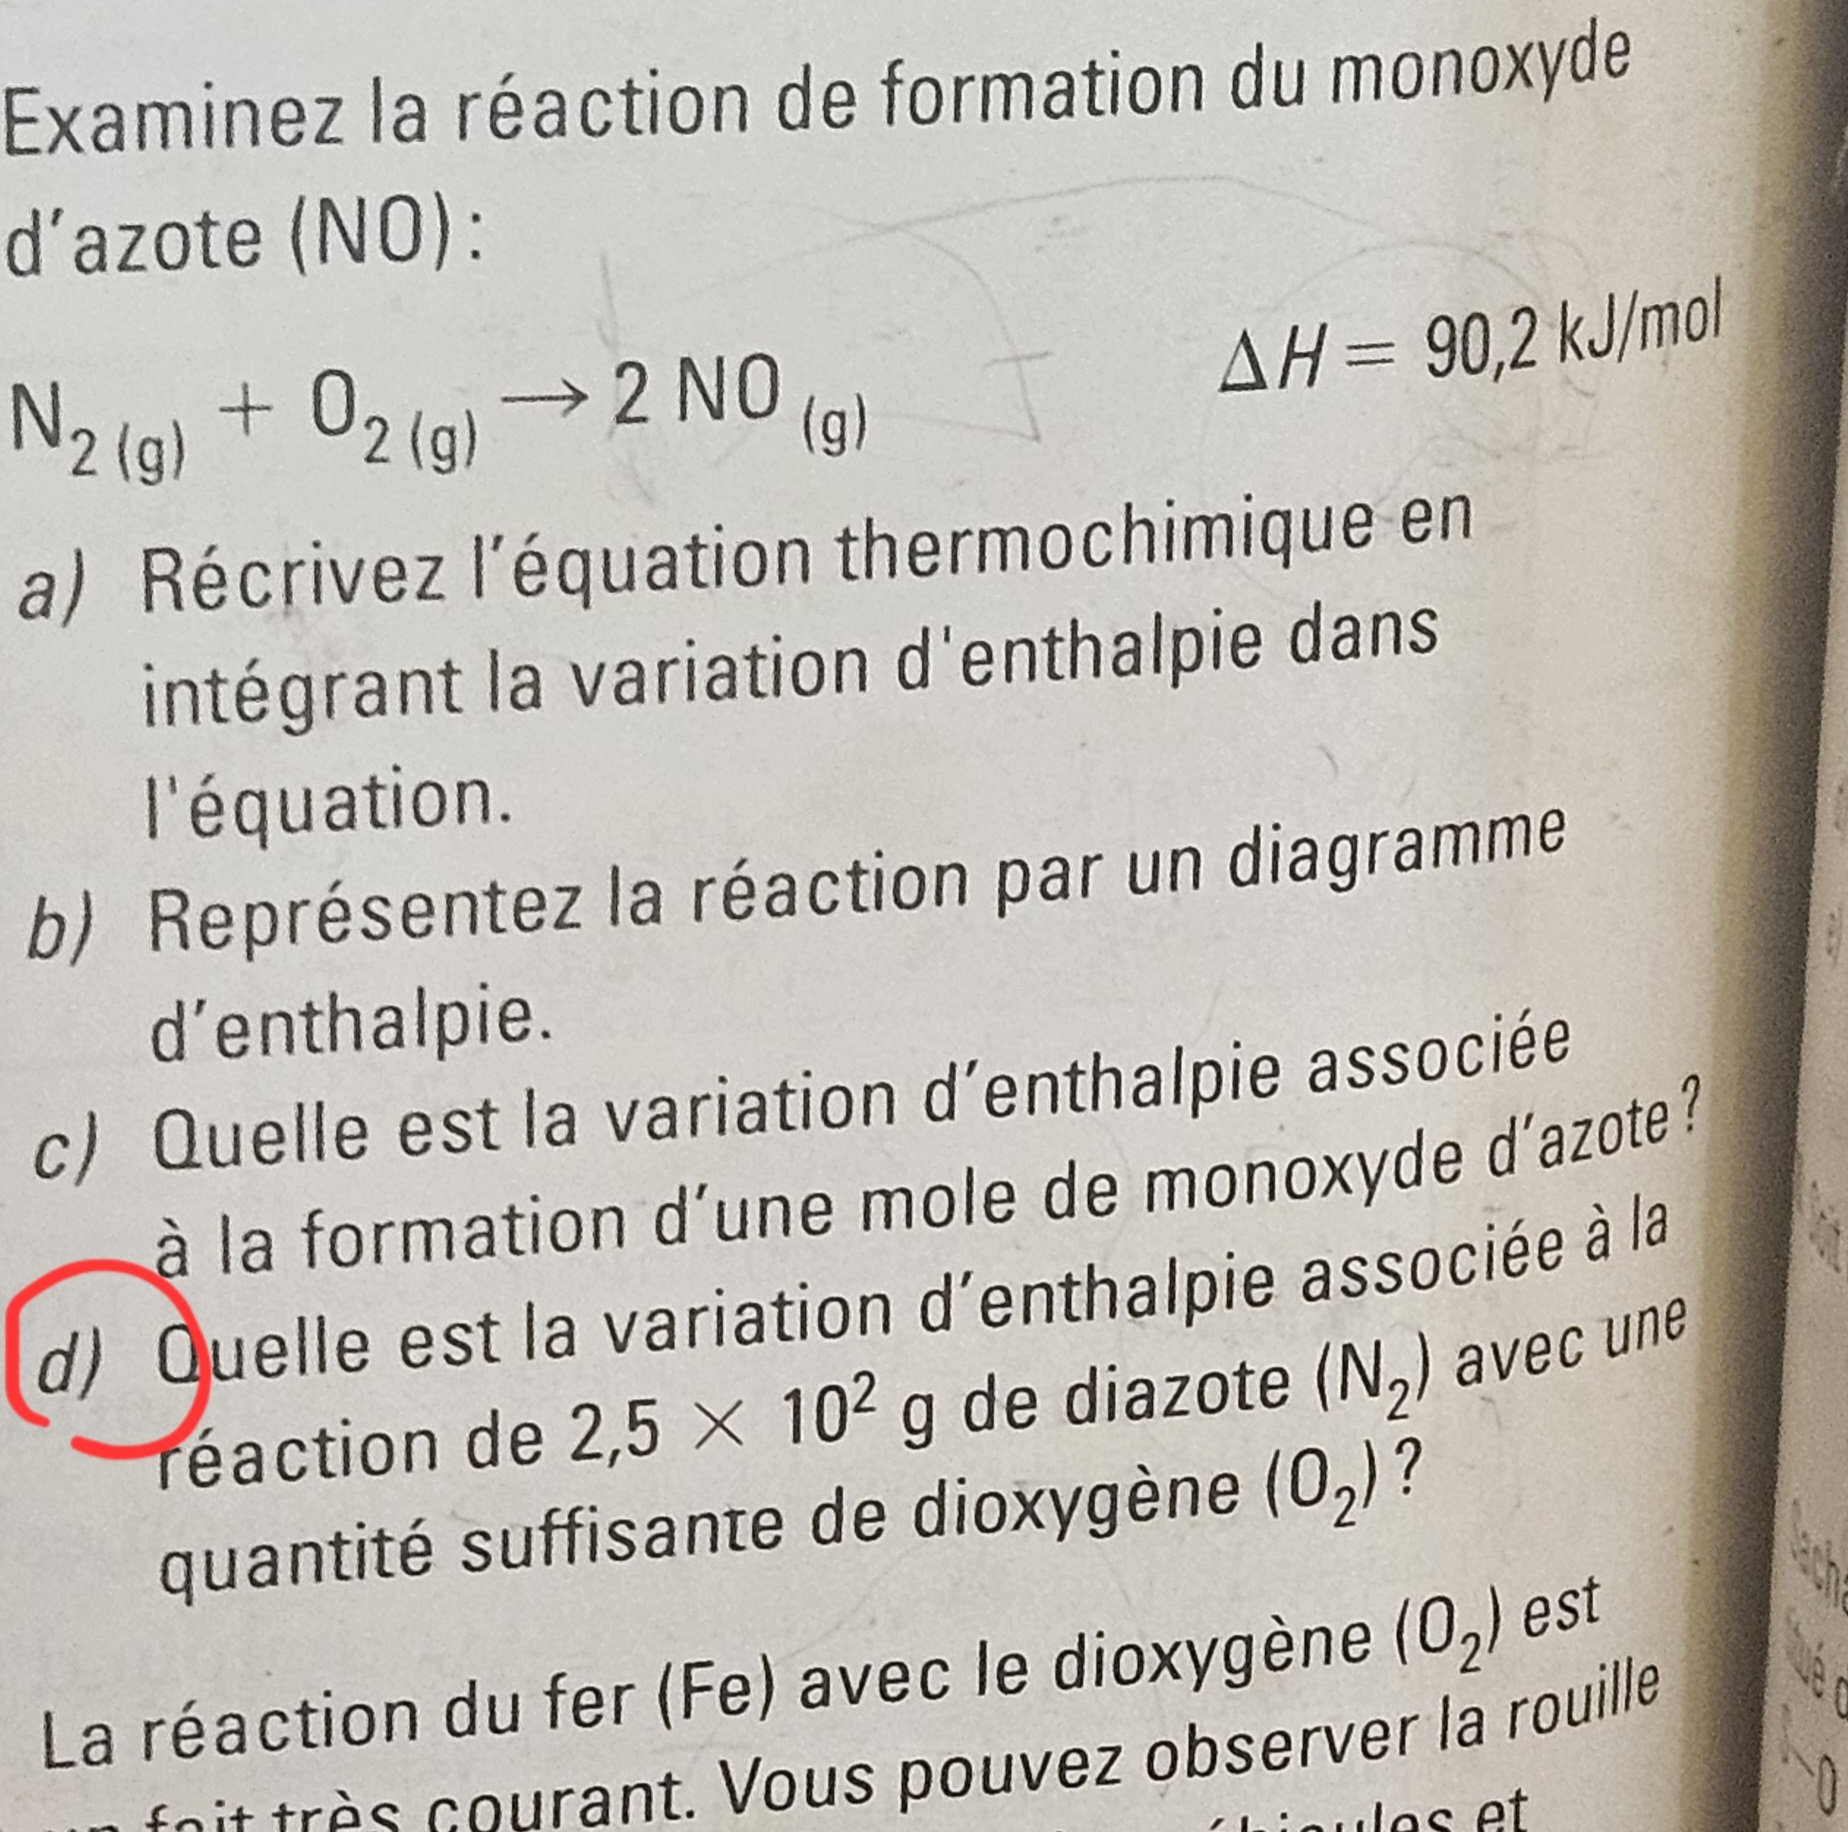 Examinez la réaction de formation du monoxyde
d'azote (NO) :
N₂ (g) + O₂ (g) → 2 NO (g) ΔH = 90,2 kJ/mol
a) Récrivez l'équation thermochimique en
intégrant la variation d'enthalpie dans
l'équation.
b) Représentez la réaction par un diagramme
d'enthalpie.
c) Quelle est la variation d'enthalpie associée
à la formation d'une mole de monoxyde d'azote ?
d) Quelle est la variation d'enthalpie associée à la
réaction de 2,5 × 10² g de diazote (N₂) avec une
quantité suffisante de dioxygène (O₂) ?
La réaction du fer (Fe) avec le dioxygène (O₂) est
fait très courant. Vous pouvez observer la rouille
et